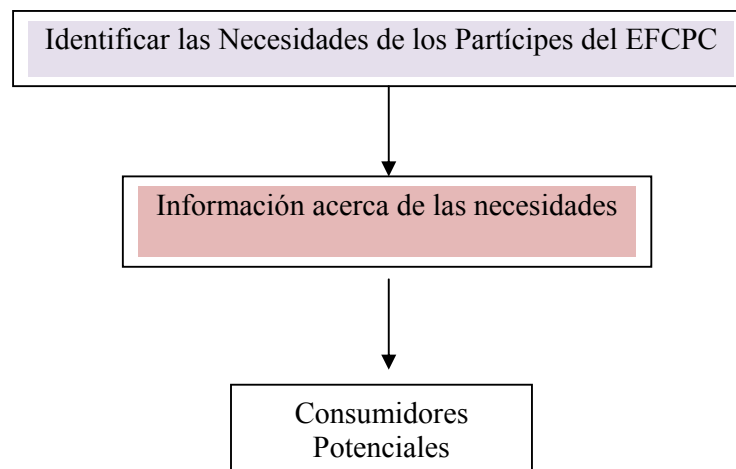 Identificar las Necesidades de los Partícipes del EFCPC
Información acerca de las necesidades
Consumidores
Potenciales